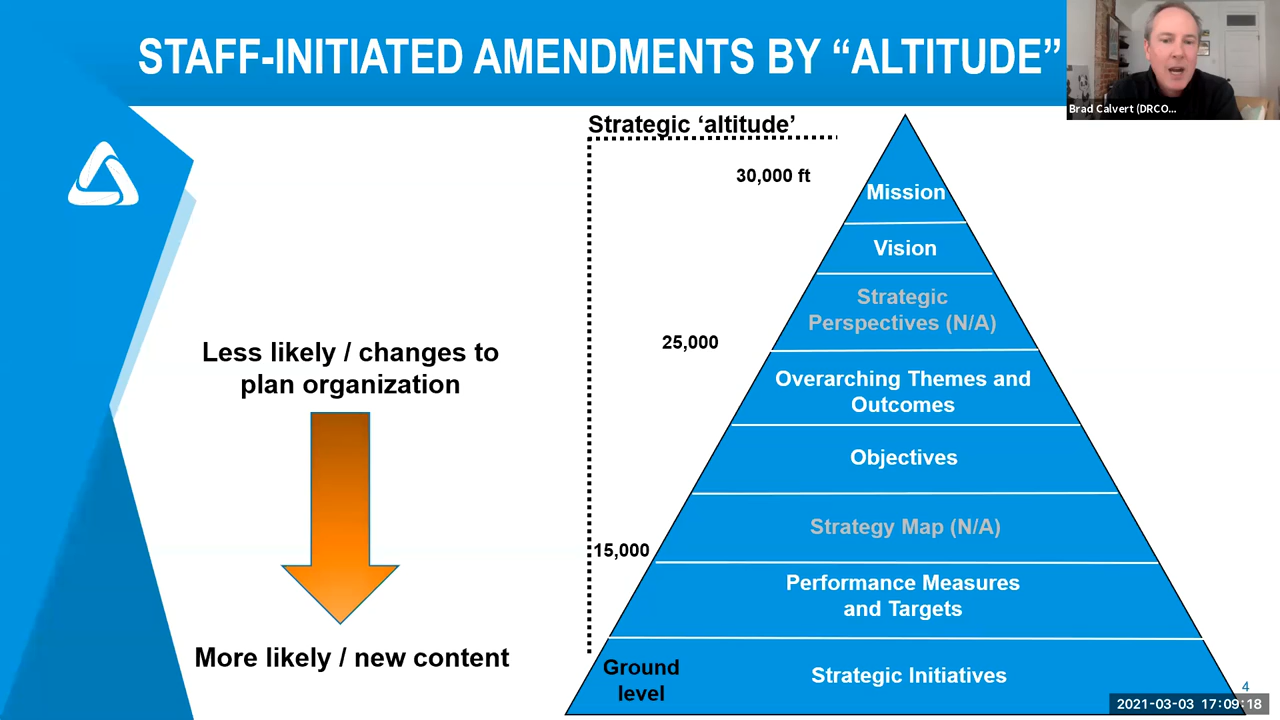 STAFF-INITIATED AMENDMENTS BY “ALTITUDE”
Brad Calvert (DRCO...
Strategic ‘altitude’
30,000 ft
Mission
Vision
Strategic
Perspectives (N/A)
25,000
Less likely / changes to
plan organization
Overarching Themes and
Outcomes
Objectives
Strategy Map (N/A)
15,000
Performance Measures
and Targets
More likely / new content
Ground
level
Strategic Initiatives
4
2021-03-03 17:09:18